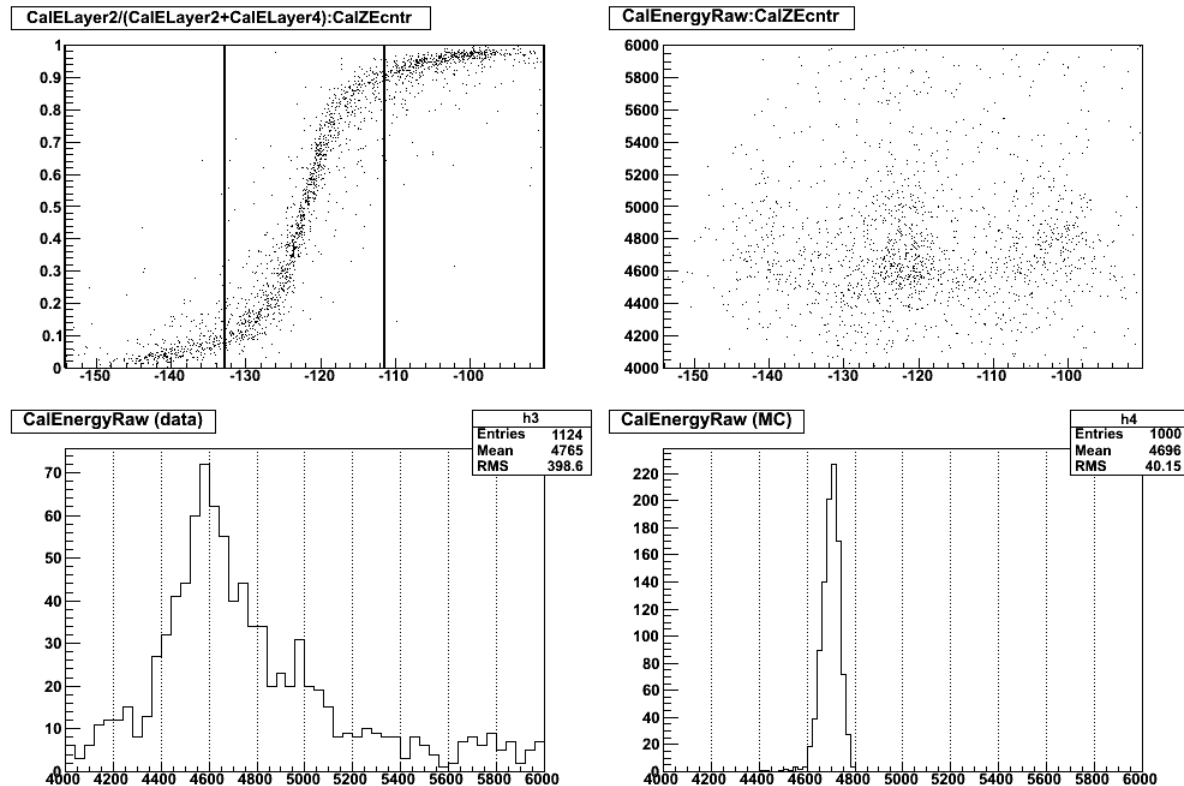 CalELayer2/(CalELayer2+CalELayer4):CalZEcntr
1
0.9
0.8
0.7
0.6
0.5
0.4
0.3
0.2
0.1
0
-150 -140 -130 -120 -110 -100
CalEnergyRaw:CalZEcntr
6000
5800
5600
5400
5200
5000
4800
4600
4400
4200
4000
-150 -140 -130 -120 -110 -100
CalEnergyRaw (data)
h3
Entries 1124
Mean 4765
RMS 398.6
70
60
50
40
30
20
10
0
4000 4200 4400 4600 4800 5000 5200 5400 5600 5800 6000
CalEnergyRaw (MC)
h4
Entries 1000
Mean 4696
RMS 40.15
220
200
180
160
140
120
100
80
60
40
20
0
4000 4200 4400 4600 4800 5000 5200 5400 5600 5800 6000